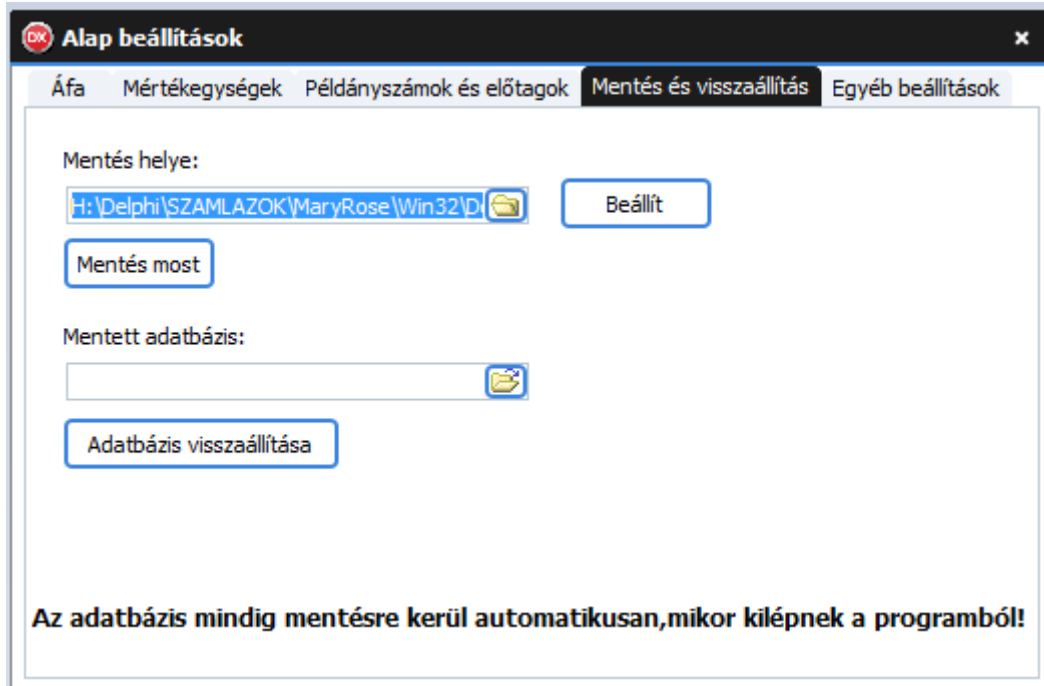 DX Alap beállítások
Áfa Mértékegységek Példányszámok és előtagok Mentés és visszaállítás Egyéb beállítások
Mentés helye:
H:\Delphi\SZAMLAZOK\MaryRose\Win32\D Beállít
Mentés most
Mentett adatbázis:
Adatbázis visszaállítása
Az adatbázis mindig mentésre kerül automatikusan,mikor kilépnek a programból!